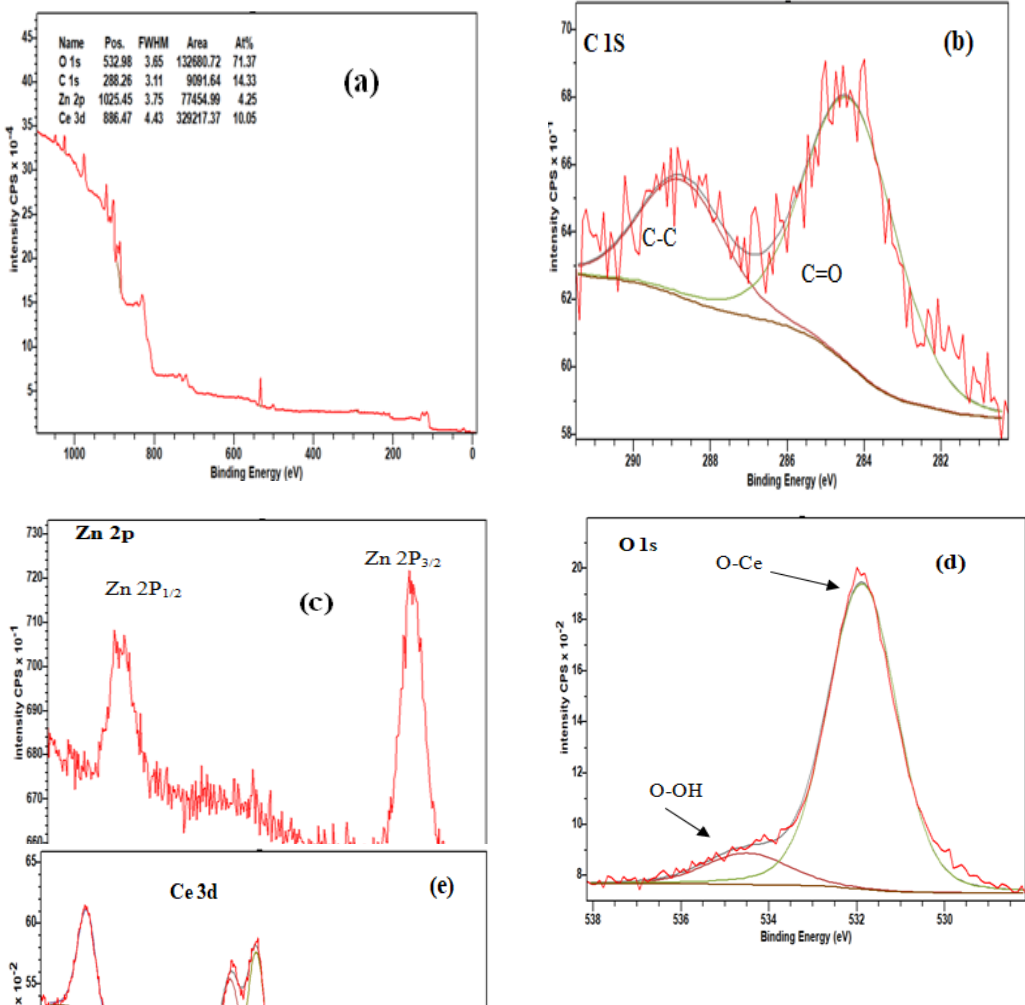 (a)
Name Pos. FWHM Area At%
O 1s 532.98 3.65 132680.72 71.37
C 1s 288.26 3.11 9091.64 14.33
Zn 2p 1025.45 3.75 77454.99 4.25
Ce 3d 886.47 4.43 329217.37 10.05
intensity CPS x 10⁻⁴
45
40
35
30
25
20
15
10
5
1000 800 600 400 200 0
Binding Energy (eV)
C 1S
(b)
C-C
C=O
intensity CPS x 10⁻¹
70
68
66
64
62
60
58
290 288 286 284 282
Binding Energy (eV)
Zn 2p
Zn 2P1/2
Zn 2P3/2
(c)
intensity CPS x 10⁻¹
730
720
710
700
690
680
670
660
O 1s
(d)
O-Ce
O-OH
intensity CPS x 10⁻²
20
18
16
14
12
10
8
538 536 534 532 530
Binding Energy (eV)
Ce 3d
(e)
65
60
55
x 10⁻²